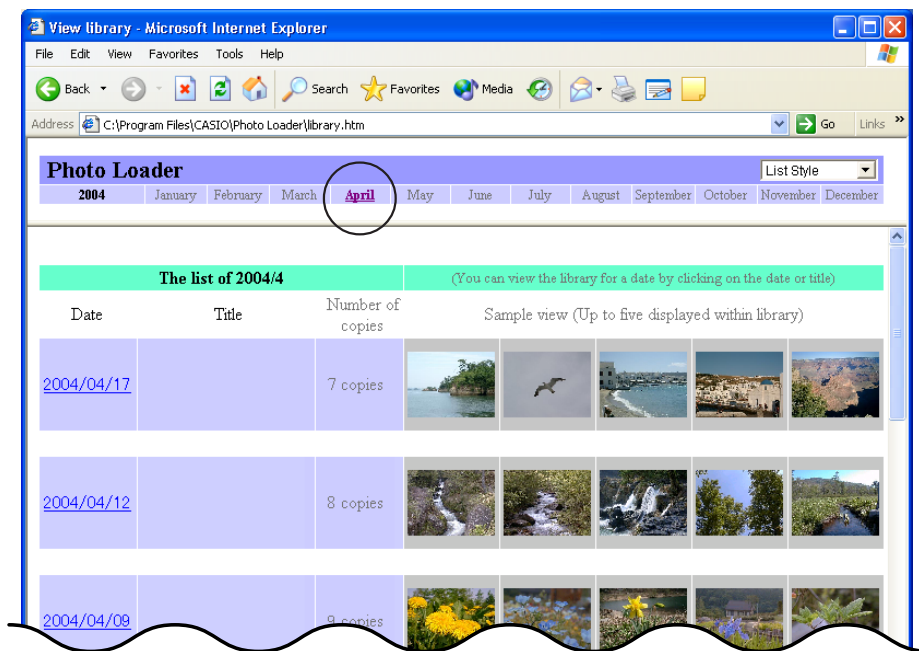 View library - Microsoft Internet Explorer
File Edit View Favorites Tools Help
Back Search Favorites Media
Address C:\Program Files\CASIO\Photo Loader\library.htm Go Links »
Photo Loader List Style
2004 January February March April May June July August September October November December
The list of 2004/4 (You can view the library for a date by clicking on the date or title)
Date Title Number of copies Sample view (Up to five displayed within library)
2004/04/17 7 copies
2004/04/12 8 copies
2004/04/09 9 copies